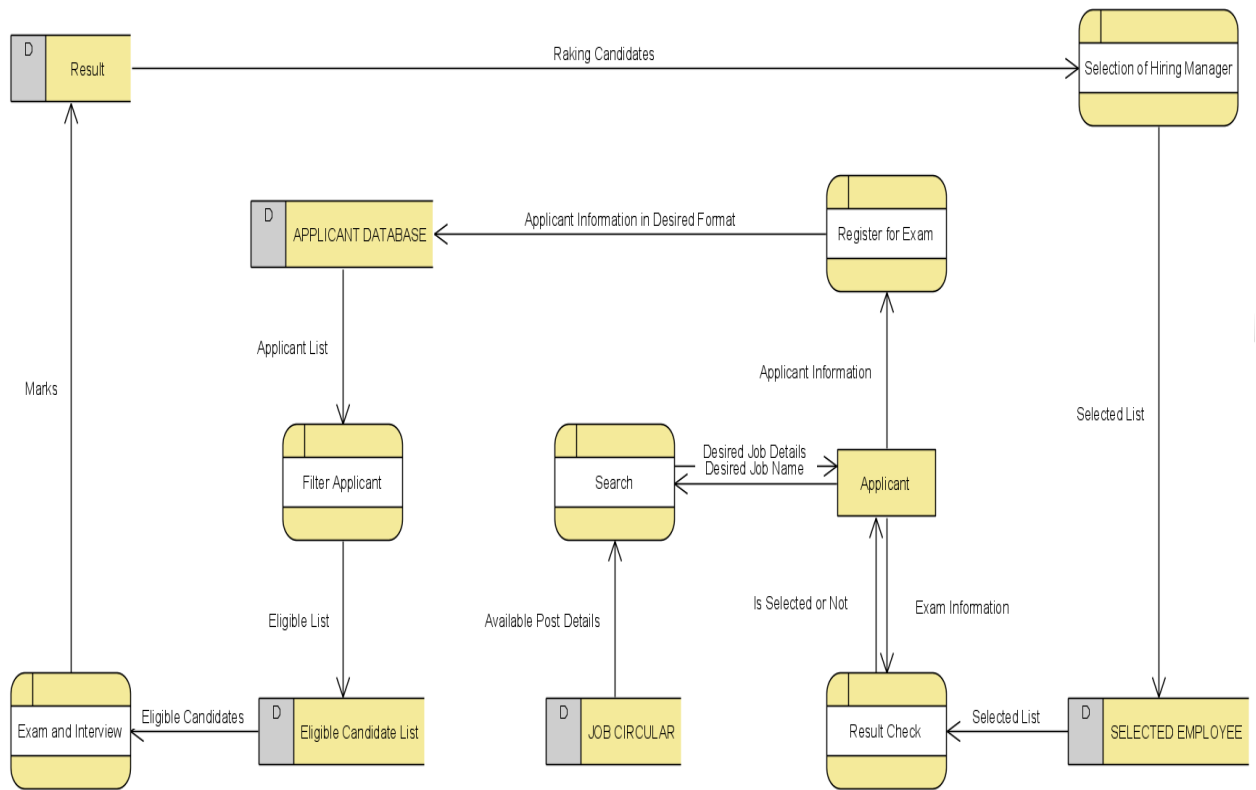 D
Result
Raking Candidates
Selection of Hiring Manager
D
APPLICANT DATABASE
Applicant Information in Desired Format
Register for Exam
Applicant List
Applicant Information
Marks
Selected List
Filter Applicant
Search
Desired Job Details
Desired Job Name
Applicant
Eligible List
Available Post Details
Is Selected or Not
Exam Information
Exam and Interview
Eligible Candidates
D
Eligible Candidate List
D
JOB CIRCULAR
Result Check
Selected List
D
SELECTED EMPLOYEE